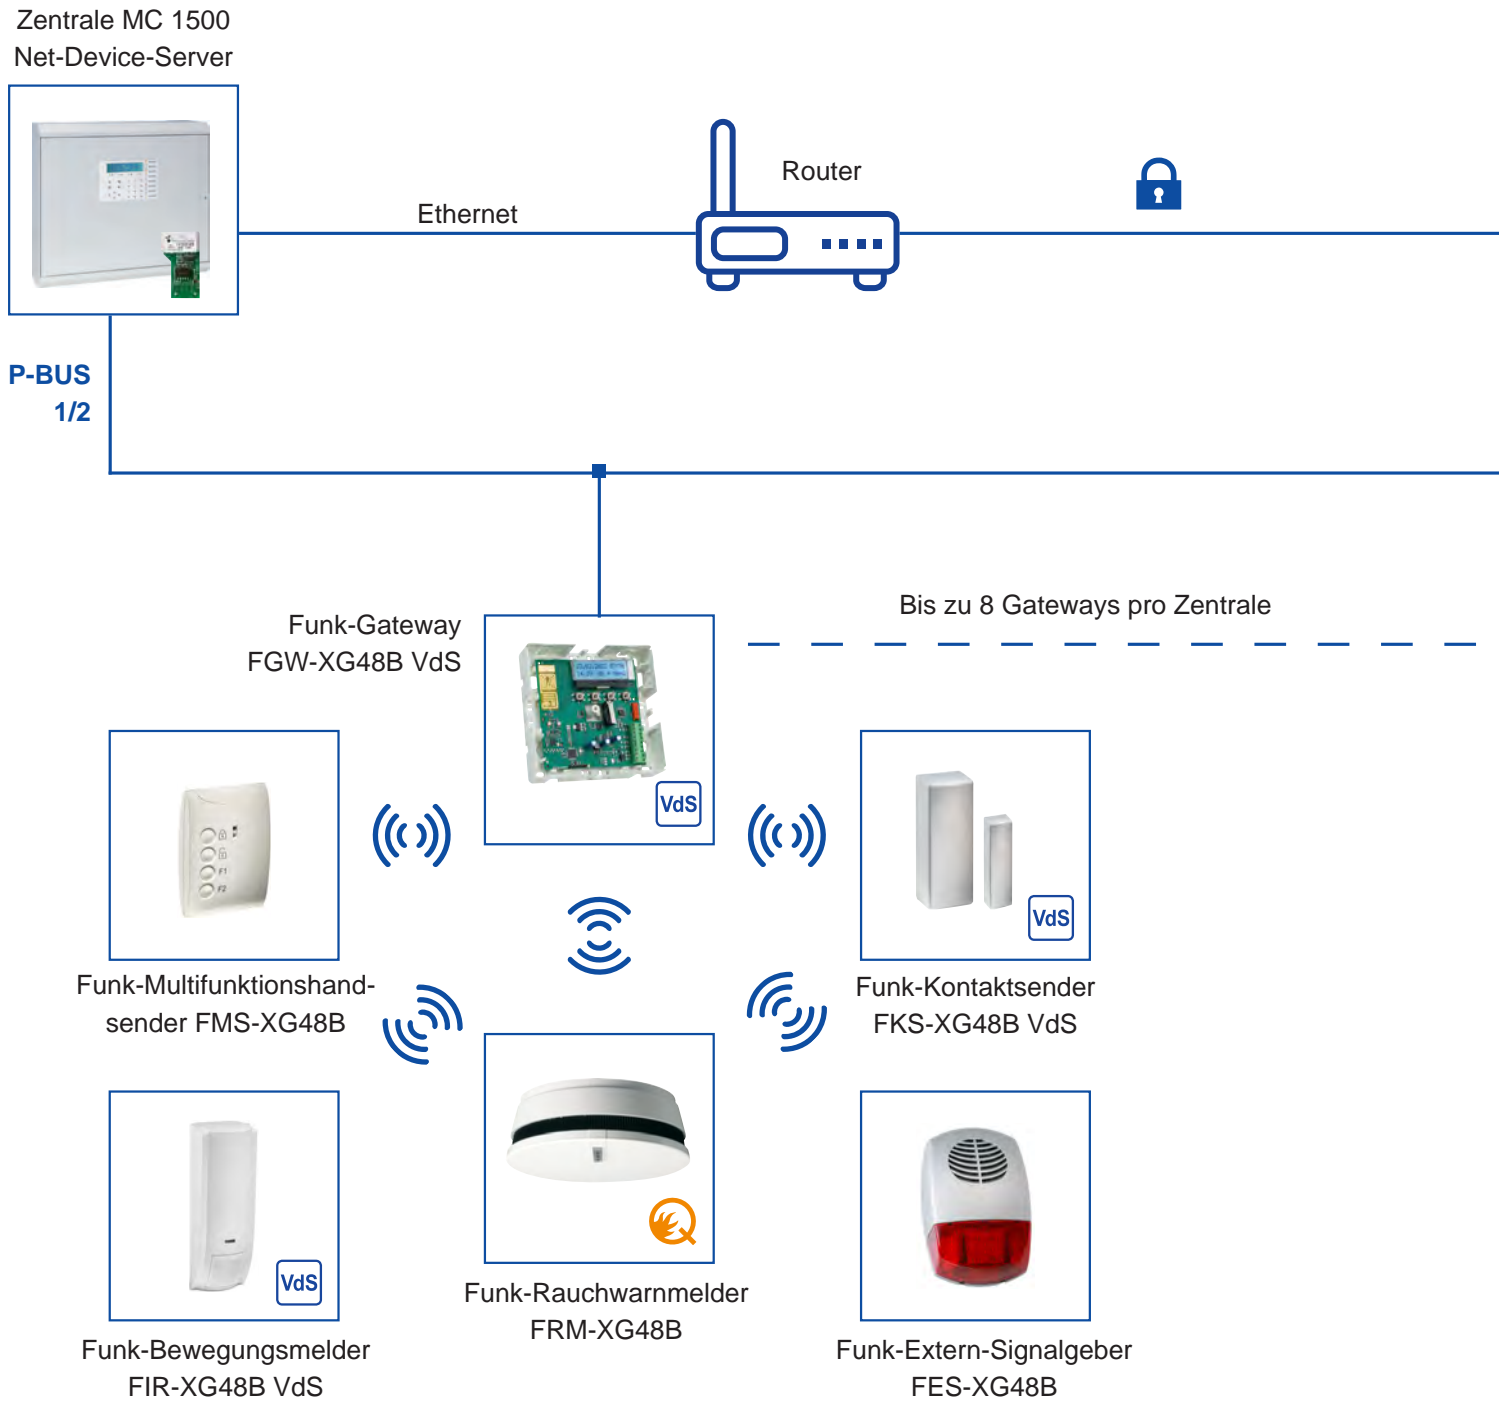 Zentrale MC 1500
Net-Device-Server
Router
Ethernet
P-BUS
1/2
Bis zu 8 Gateways pro Zentrale
Funk-Gateway
FGW-XG48B VdS
VdS
F1
F2
VdS
Funk-Multifunktionshand-
sender FMS-XG48B
Funk-Kontaktsender
FKS-XG48B VdS
VdS
Funk-Rauchwarnmelder
FRM-XG48B
Funk-Bewegungsmelder
FIR-XG48B VdS
Funk-Extern-Signalgeber
FES-XG48B